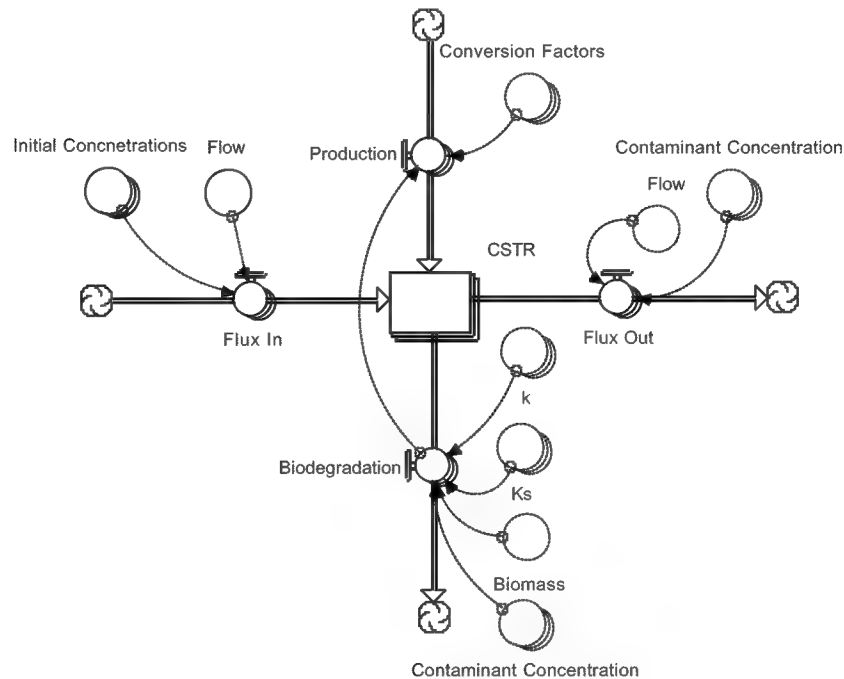 Conversion Factors
Initial Concnetrations
Flow
Production
Contaminant Concentration
Flow
CSTR
Flux In
Flux Out
k
Biodegradation
Ks
Biomass
Contaminant Concentration